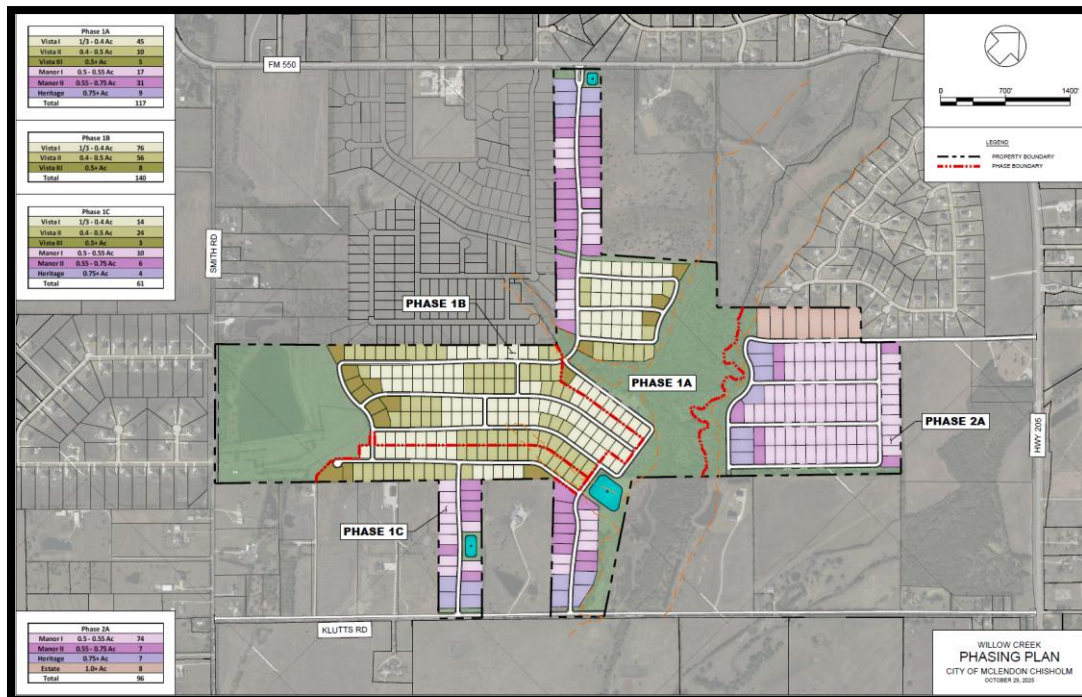 Phase 1A
Vista I 1/3 - 0.4 Ac 45
Vista II 0.4 - 0.5 Ac 10
Vista III 0.5+ Ac 5
Manor I 0.5 - 0.55 Ac 17
Manor II 0.55 - 0.75 Ac 31
Heritage 0.75+ Ac 9
Total 117
Phase 1B
Vista I 1/3 - 0.4 Ac 76
Vista II 0.4 - 0.5 Ac 56
Vista III 0.5+ Ac 8
Total 140
Phase 1C
Vista I 1/3 - 0.4 Ac 14
Vista II 0.4 - 0.5 Ac 24
Vista III 0.5+ Ac 3
Manor I 0.5 - 0.55 Ac 10
Manor II 0.55 - 0.75 Ac 6
Heritage 0.75+ Ac 4
Total 61
FM 550
0 700' 1400'
LEGEND
PROPERTY BOUNDARY
PHASE BOUNDARY
SMITH RD
PHASE 1B
PHASE 1A
PHASE 2A
HWY 205
PHASE 1C
KLUTTS RD
Phase 2A
Manor I 0.5 - 0.55 Ac 74
Manor II 0.55 - 0.75 Ac 7
Heritage 0.75+ Ac 7
Estate 1.0+ Ac 8
Total 96
WILLOW CREEK
PHASING PLAN
CITY OF MCLENDON CHISHOLM
OCTOBER 29, 2025